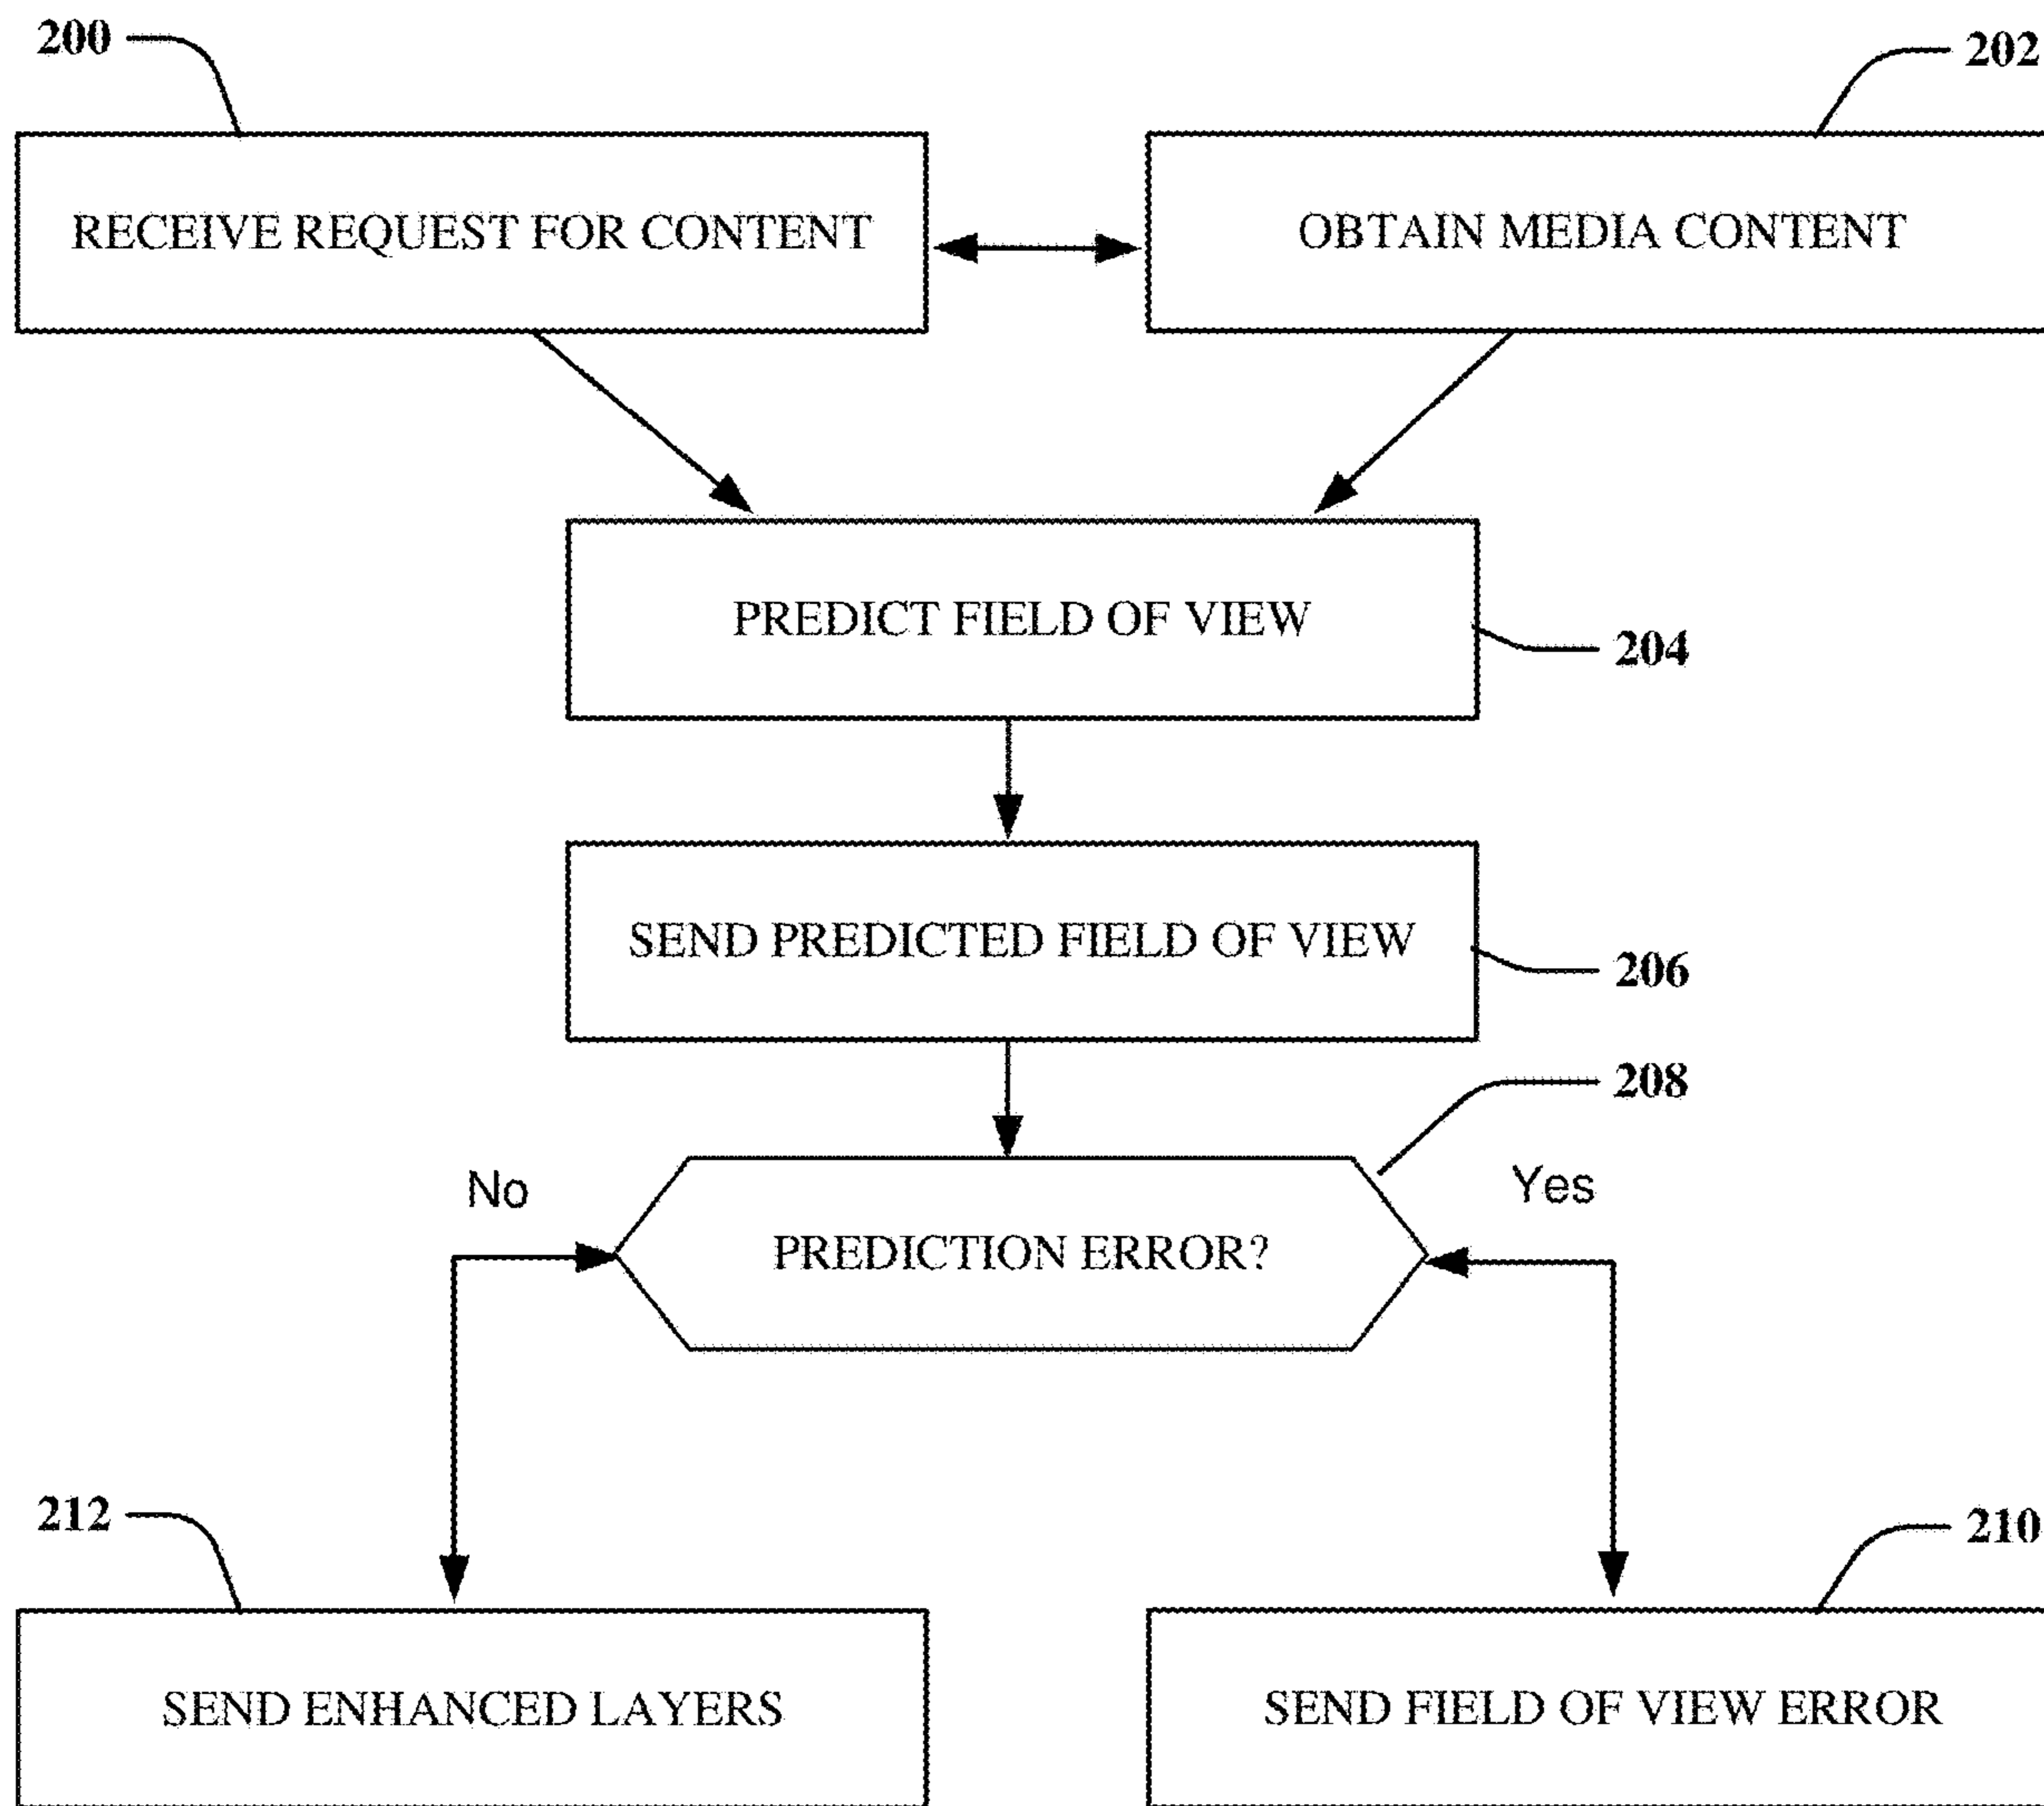 200
202
RECEIVE REQUEST FOR CONTENT
OBTAIN MEDIA CONTENT
PREDICT FIELD OF VIEW
204
SEND PREDICTED FIELD OF VIEW
206
208
No
Yes
PREDICTION ERROR?
212
210
SEND ENHANCED LAYERS
SEND FIELD OF VIEW ERROR